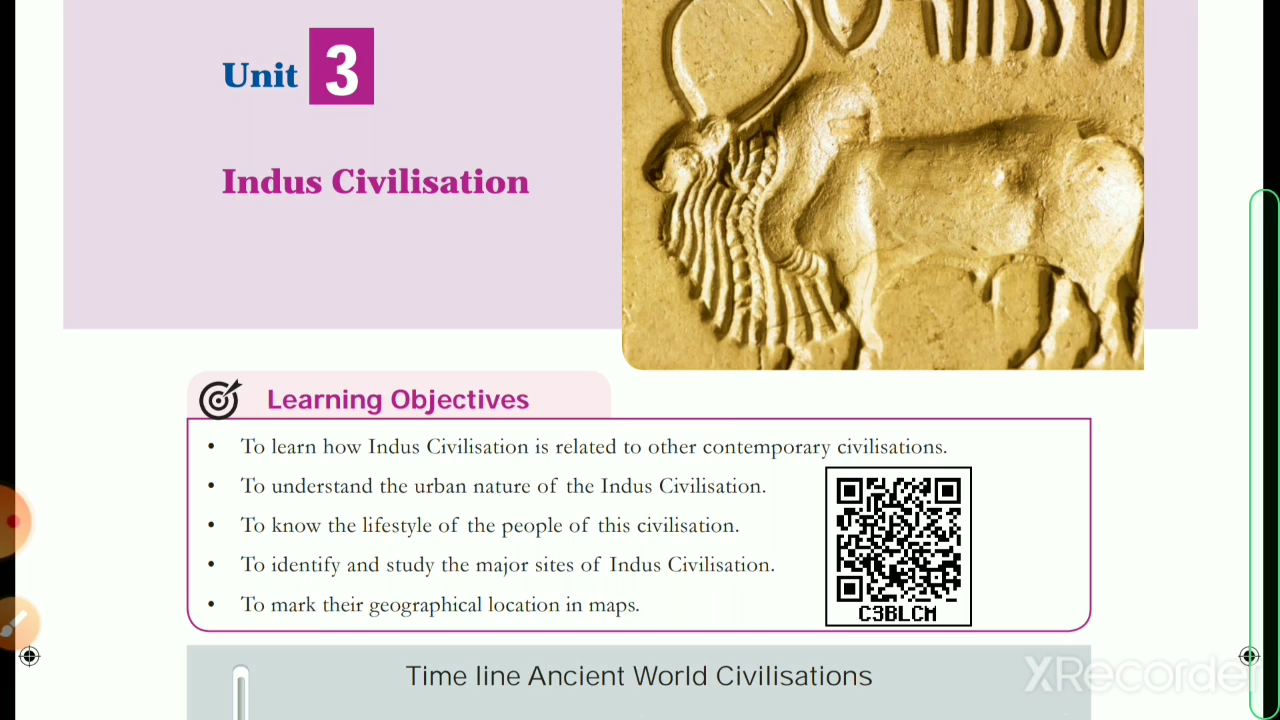 Unit 3
Indus Civilisation
Learning Objectives
• To learn how Indus Civilisation is related to other contemporary civilisations.
• To understand the urban nature of the Indus Civilisation.
• To know the lifestyle of the people of this civilisation.
• To identify and study the major sites of Indus Civilisation.
• To mark their geographical location in maps.
C3BLCM
Time line Ancient World Civilisations
XRecorder